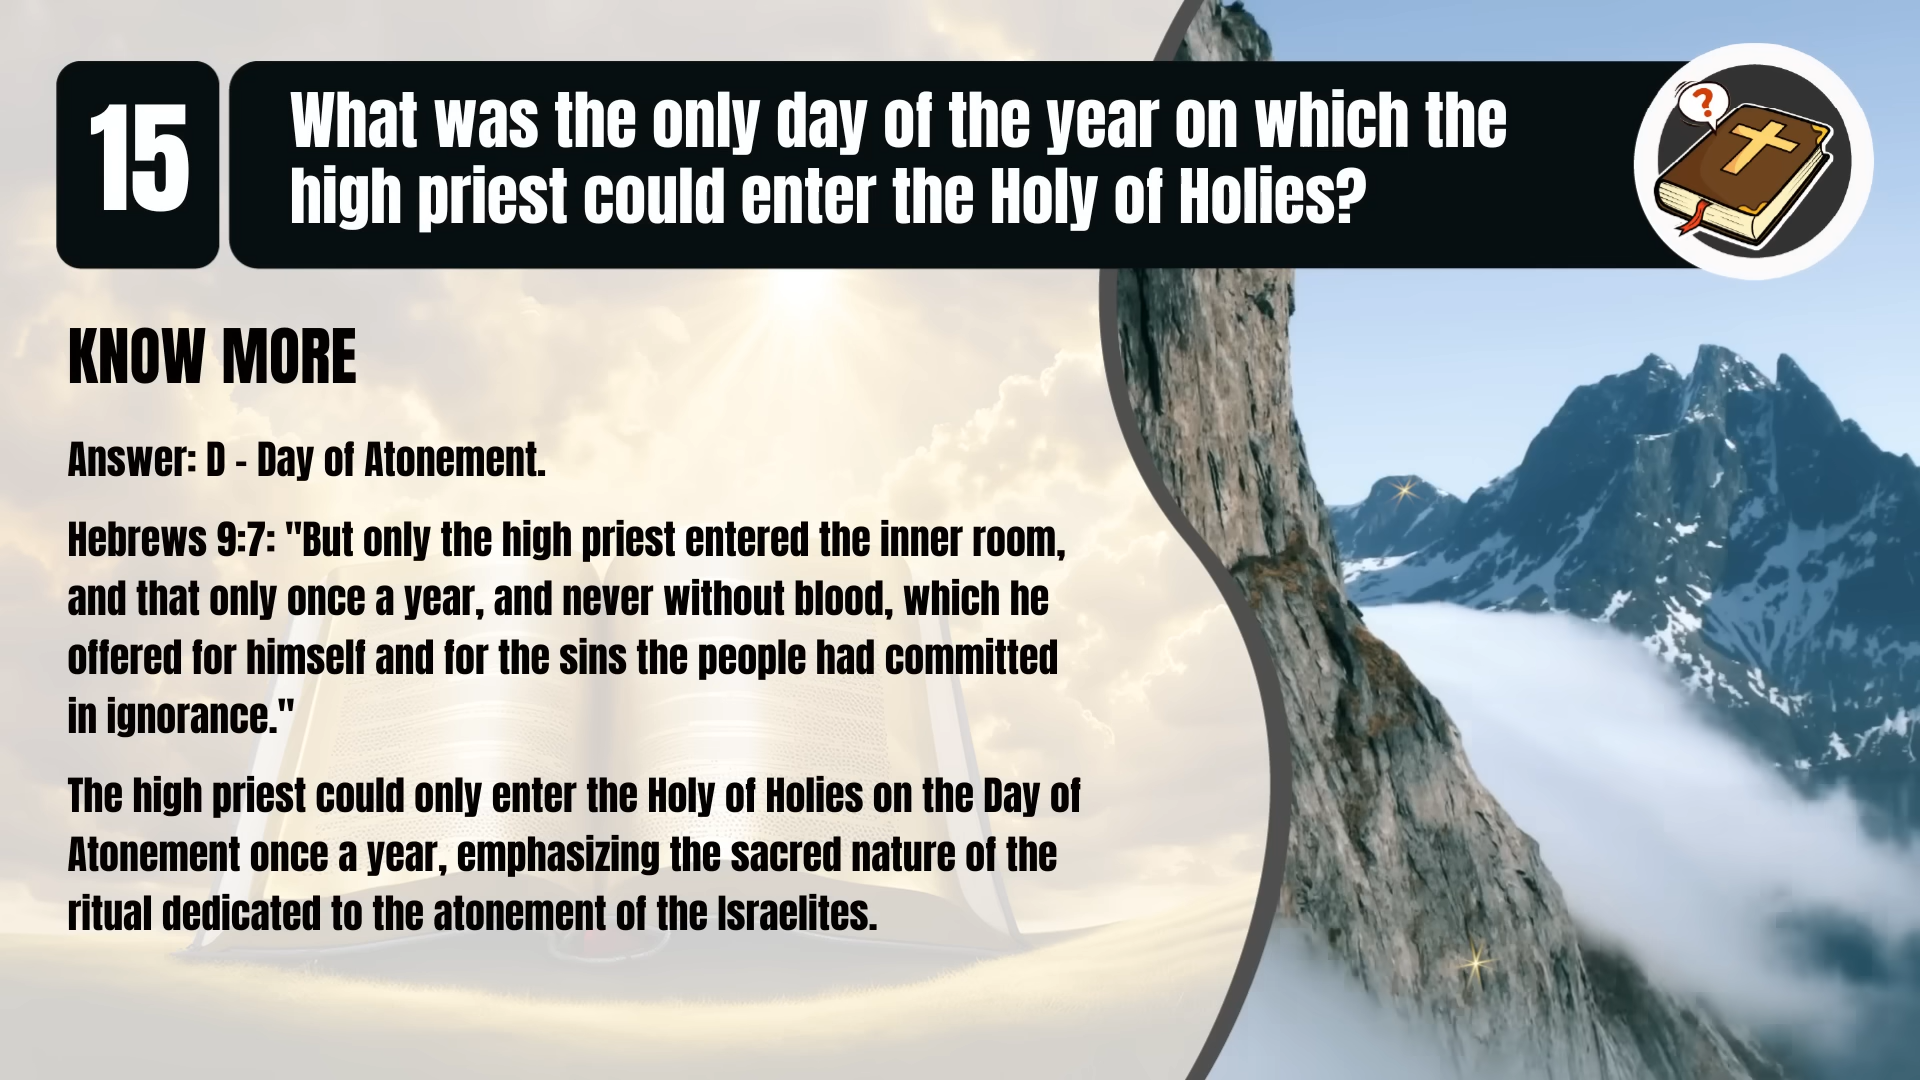 15
What was the only day of the year on which the
high priest could enter the Holy of Holies?
?
KNOW MORE
Answer: D - Day of Atonement.
Hebrews 9:7: "But only the high priest entered the inner room,
and that only once a year, and never without blood, which he
offered for himself and for the sins the people had committed
in ignorance."
The high priest could only enter the Holy of Holies on the Day of
Atonement once a year, emphasizing the sacred nature of the
ritual dedicated to the atonement of the Israelites.